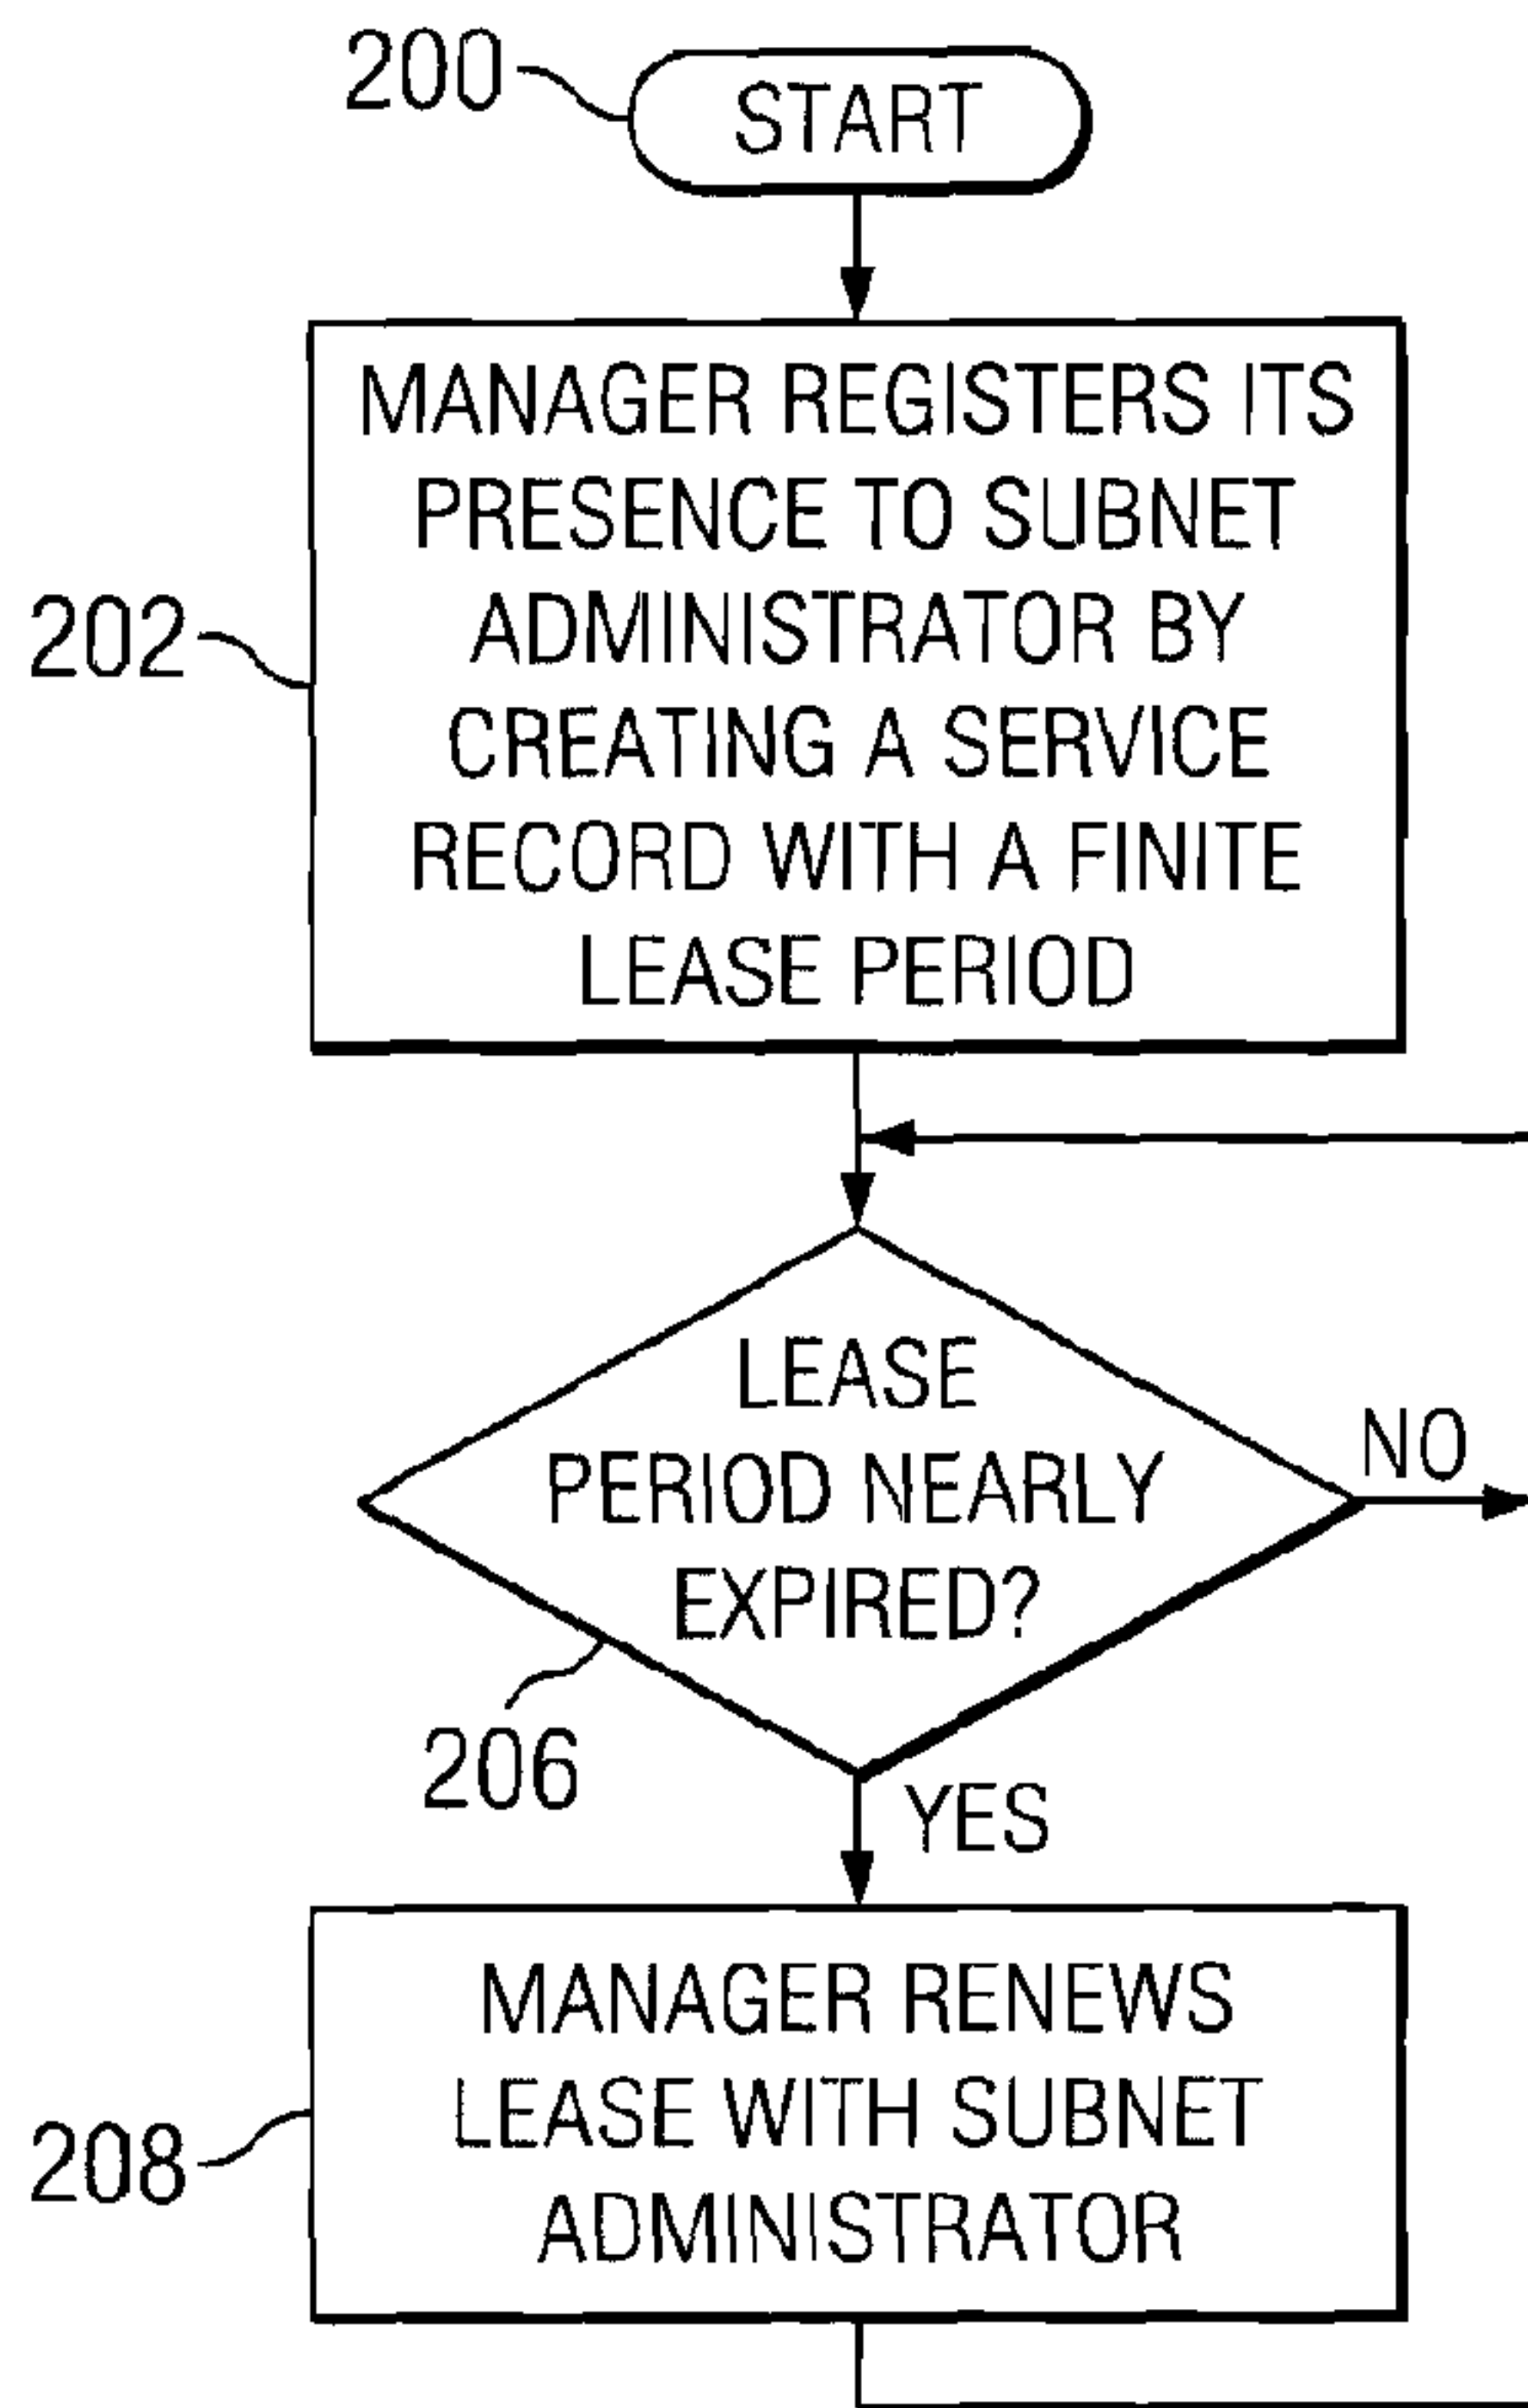 200
START
MANAGER REGISTERS ITS
PRESENCE TO SUBNET
ADMINISTRATOR BY
CREATING A SERVICE
RECORD WITH A FINITE
LEASE PERIOD
202
LEASE
PERIOD NEARLY
EXPIRED?
NO
206
YES
MANAGER RENEWS
LEASE WITH SUBNET
ADMINISTRATOR
208